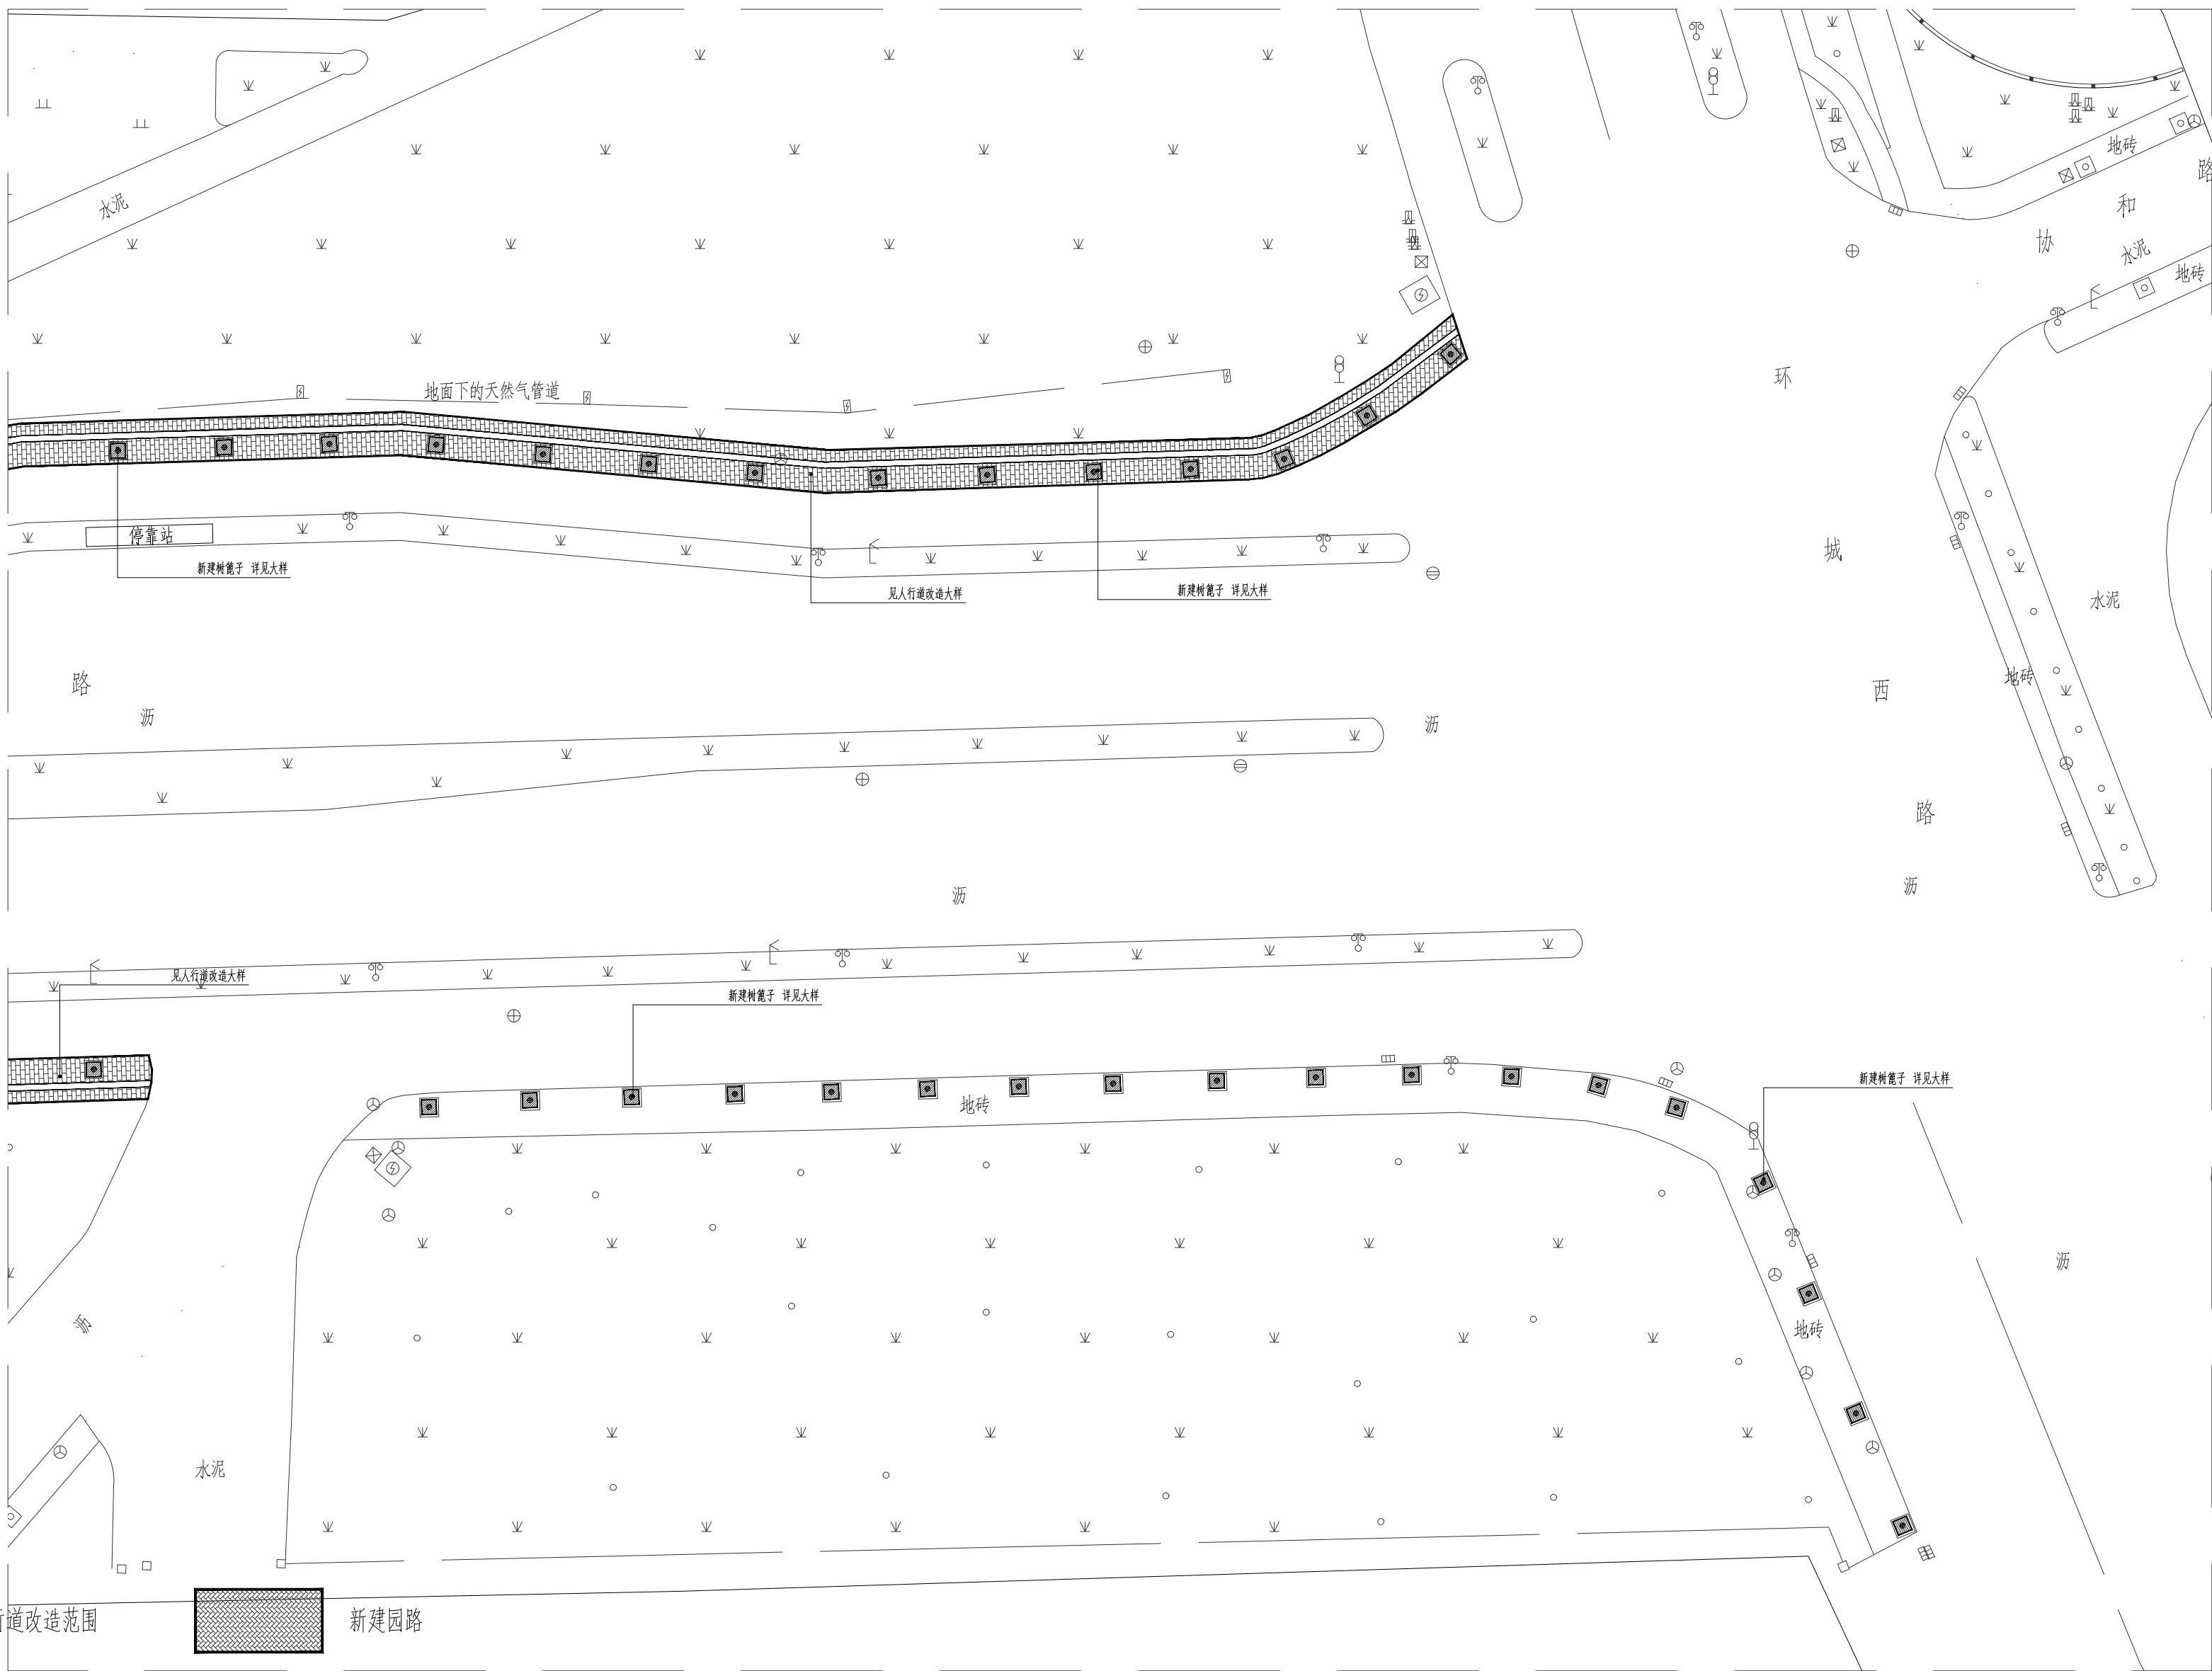 地砖
路
水泥
和
协
水泥
地砖
环
地面下的天然气管道
停靠站
城
新建树篦子 详见大样
见人行道改造大样
新建树篦子 详见大样
水泥
地砖
路
西
沥
沥
路
沥
沥
见人行道改造大样
新建树篦子 详见大样
新建树篦子 详见大样
地砖
沥
沥
地砖
水泥
道改造范围
新建园路